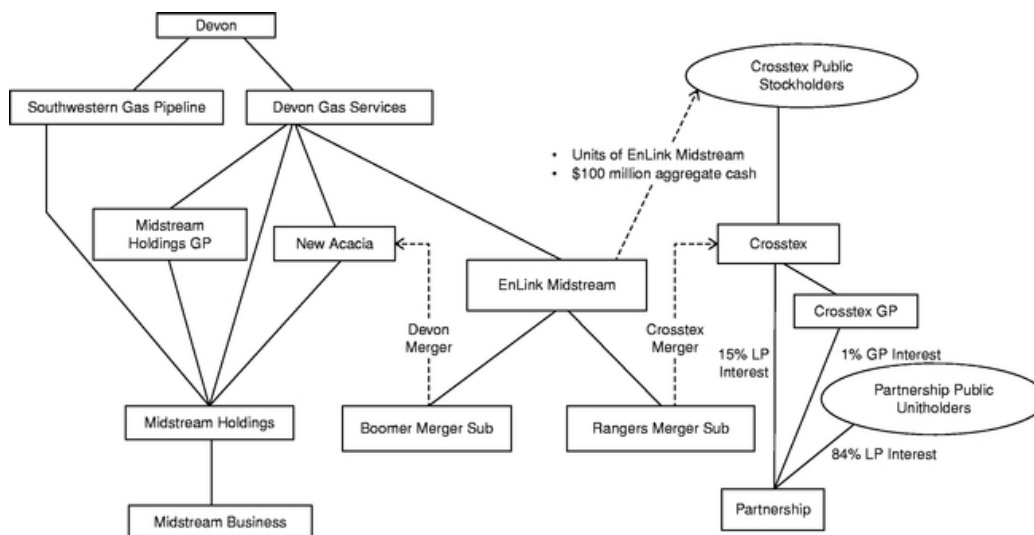 Devon
Southwestern Gas Pipeline
Devon Gas Services
Crosstex Public
Stockholders
• Units of EnLink Midstream
• $100 million aggregate cash
Midstream
Holdings GP
New Acacia
EnLink Midstream
Crosstex
Crosstex GP
Devon
Merger
Crosstex
Merger
15% LP
Interest
1% GP Interest
Partnership Public
Unitholders
Midstream Holdings
Boomer Merger Sub
Rangers Merger Sub
84% LP Interest
Partnership
Midstream Business